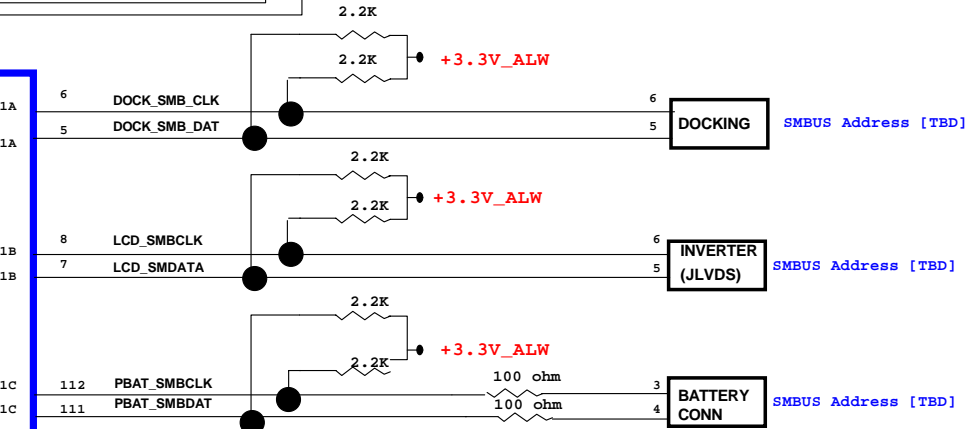 2.2K
2.2K
+3.3V_ALW
1A 6 DOCK_SMB_CLK 6
1A 5 DOCK_SMB_DAT 5 DOCKING SMBUS Address [TBD]
2.2K
2.2K
+3.3V_ALW
1B 8 LCD_SMBCLK 6
1B 7 LCD_SMDATA 5
INVERTER
(JLVDS)
SMBUS Address [TBD]
2.2K
2.2K
+3.3V_ALW
1C 112 PBAT_SMBCLK 100 ohm 3
1C 111 PBAT_SMBDAT 100 ohm 4
BATTERY
CONN
SMBUS Address [TBD]